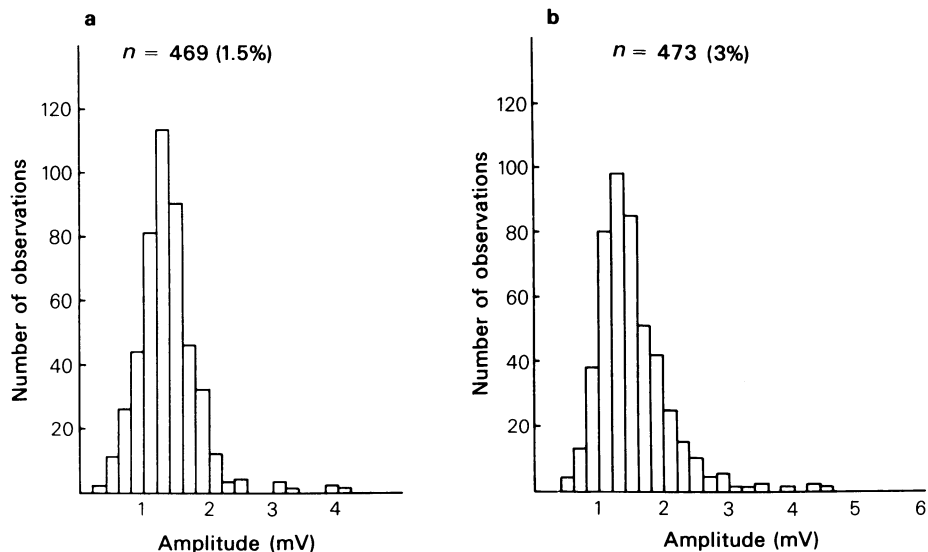 a
n = 469 (1.5%)
120
100
80
60
40
20
Number of observations
1 2 3 4
Amplitude (mV)
b
n = 473 (3%)
120
100
80
60
40
20
Number of observations
1 2 3 4 5 6
Amplitude (mV)